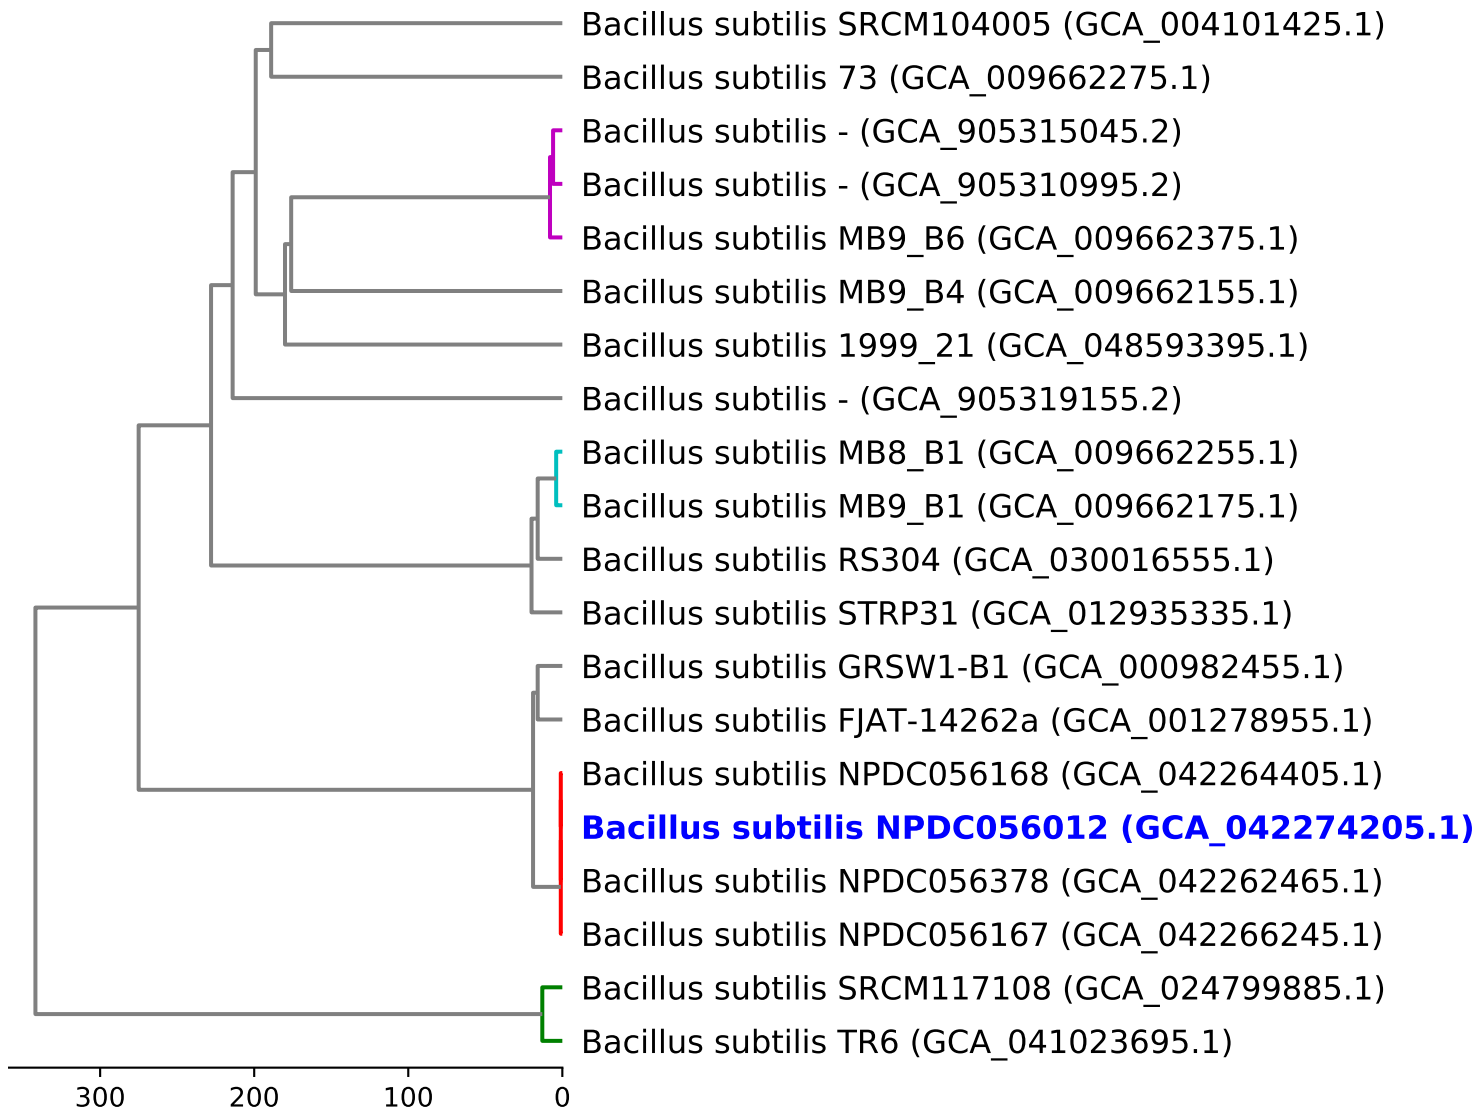 Bacillus subtilis SRCM104005 (GCA_004101425.1)
Bacillus subtilis 73 (GCA_009662275.1)
Bacillus subtilis - (GCA_905315045.2)
Bacillus subtilis - (GCA_905310995.2)
Bacillus subtilis MB9_B6 (GCA_009662375.1)
Bacillus subtilis MB9_B4 (GCA_009662155.1)
Bacillus subtilis 1999_21 (GCA_048593395.1)
Bacillus subtilis - (GCA_905319155.2)
Bacillus subtilis MB8_B1 (GCA_009662255.1)
Bacillus subtilis MB9_B1 (GCA_009662175.1)
Bacillus subtilis RS304 (GCA_030016555.1)
Bacillus subtilis STRP31 (GCA_012935335.1)
Bacillus subtilis GRSW1-B1 (GCA_000982455.1)
Bacillus subtilis FJAT-14262a (GCA_001278955.1)
Bacillus subtilis NPDC056168 (GCA_042264405.1)
Bacillus subtilis NPDC056012 (GCA_042274205.1)
Bacillus subtilis NPDC056378 (GCA_042262465.1)
Bacillus subtilis NPDC056167 (GCA_042266245.1)
Bacillus subtilis SRCM117108 (GCA_024799885.1)
Bacillus subtilis TR6 (GCA_041023695.1)
300 200 100 0